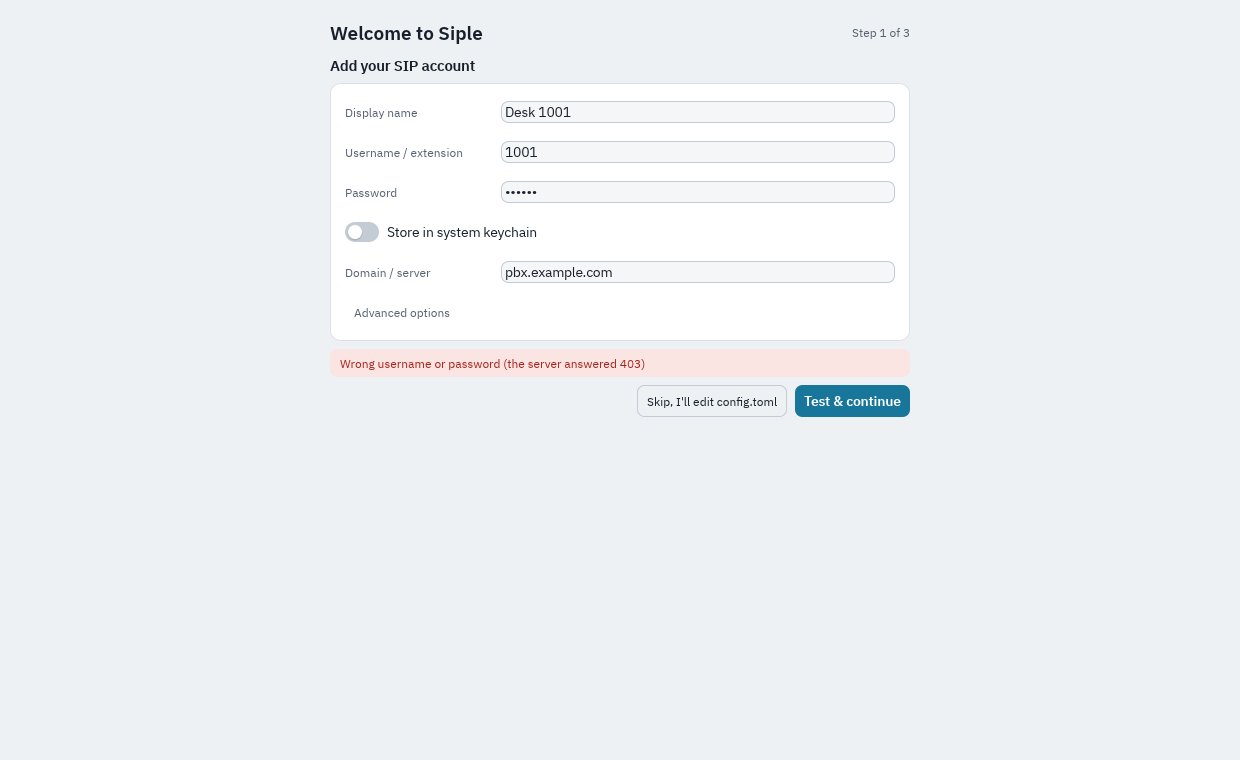 Welcome to Siple
Step 1 of 3
Add your SIP account
Display name
Desk 1001
Username / extension
1001
Password
••••••
Store in system keychain
Domain / server
pbx.example.com
Advanced options
Wrong username or password (the server answered 403)
Skip, I'll edit config.toml
Test & continue